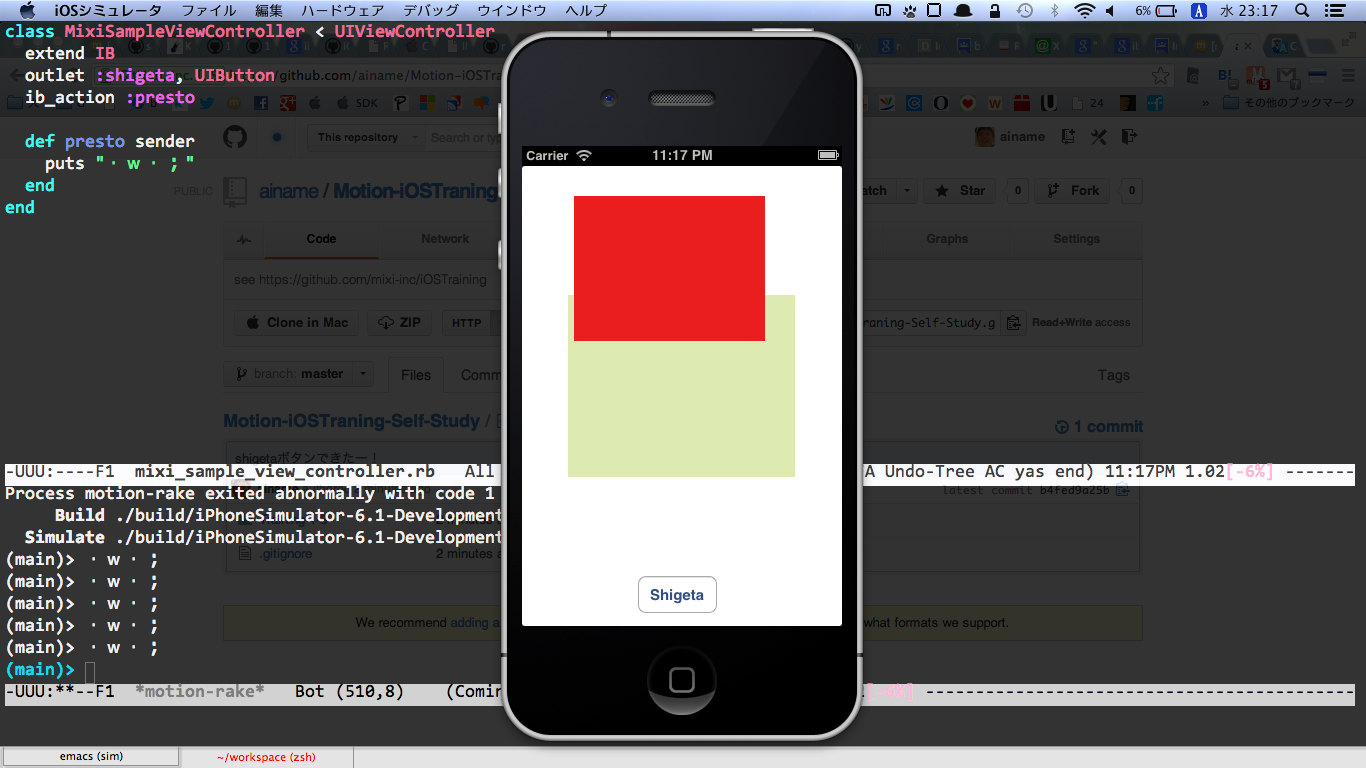 iOSシミュレータ ファイル 編集 ハードウェア デバッグ ウインドウ ヘルプ 6% A 水 23:17
class MixiSampleViewController < UIViewController
extend IB
outlet :shigeta, UIButton
github.com/ainame/Motion-iOSTra
ib_action :presto
SDK
24
その他のブックマーク
def presto sender
This repository
Search or typ
ainame
puts "・w・;"
end
PUBLIC
ainame / Motion-iOSTraning
atch
Star 0
Fork 0
end
Code Network Graphs Settings
see https://github.com/mixi-inc/iOSTraining
Clone in Mac ZIP HTTP
raning-Self-Study.g Read+Write access
branch: master Files Comm Tags
Motion-iOSTraning-Self-Study /
1 commit
shigetaボタンできたー!
-UUU:----F1 mixi_sample_view_controller.rb All
A Undo-Tree AC yas end) 11:17PM 1.02[-6%] -------
Process motion-rake exited abnormally with code 1
latest commit b4fed9a25b
Build ./build/iPhoneSimulator-6.1-Development
Simulate ./build/iPhoneSimulator-6.1-Development
.gitignore 2 minutes a
(main)> ・w・;
(main)> ・w・;
(main)> ・w・;
(main)> ・w・;
We recommend adding a
what formats we support.
(main)> ・w・;
(main)>
-UUU:**--F1 *motion-rake* Bot (510,8) (Comin
Carrier 11:17 PM
Shigeta
emacs (sim)
~/workspace (zsh)